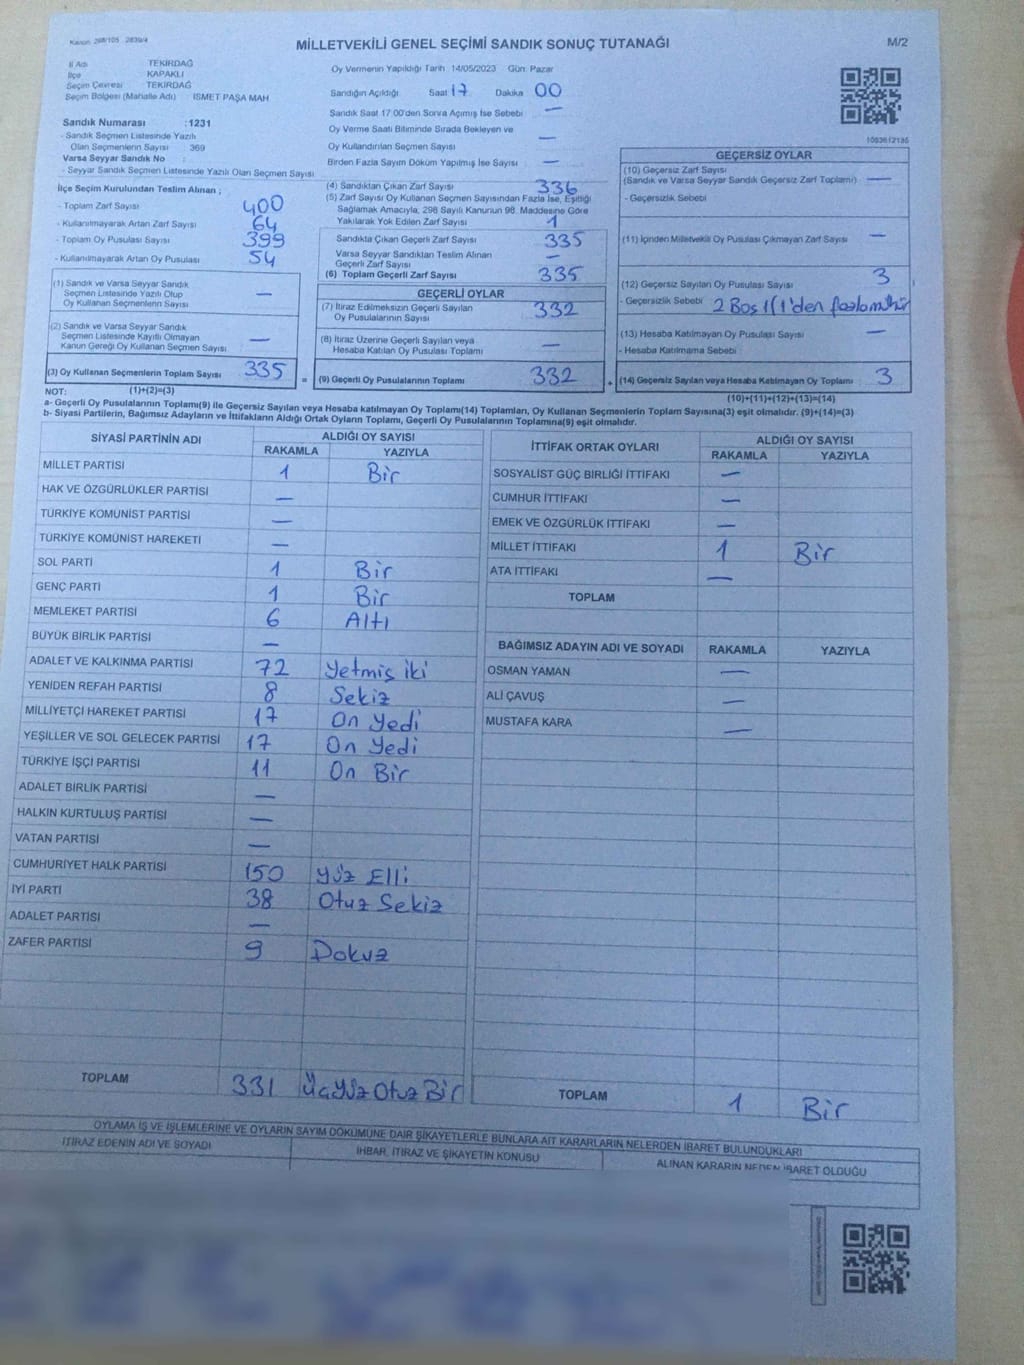 Kanun 298/105 2839/4
MİLLETVEKİLİ GENEL SEÇİMİ SANDIK SONUÇ TUTANAĞI
M/2
İl Adı TEKİRDAĞ
İlçe KAPAKLI
Seçim Çevresi TEKİRDAĞ
Seçim Bölgesi (Mahalle Adı) : İSMET PAŞA MAH
Sandık Numarası :1231
- Sandık Seçmen Listesinde Yazılı
Olan Seçmenlerin Sayısı : 369
Varsa Seyyar Sandık No :
- Seyyar Sandık Seçmen Listesinde Yazılı Olan Seçmen Sayısı
İlçe Seçim Kurulundan Teslim Alınan ;
- Toplam Zarf Sayısı 400
- Kullanılmayarak Artan Zarf Sayısı 64
- Toplam Oy Pusulası Sayısı 399
- Kullanılmayarak Artan Oy Pusulası 54
(1) Sandık ve Varsa Seyyar Sandık
Seçmen Listesinde Yazılı Olup
Oy Kullanan Seçmenlerin Sayısı —
(2) Sandık ve Varsa Seyyar Sandık
Seçmen Listesinde Kayıtlı Olmayan
Kanun Gereği Oy Kullanan Seçmen Sayısı —
(3) Oy Kullanan Seçmenlerin Toplam Sayısı 335
Oy Vermenin Yapıldığı Tarih 14/05/2023 Gün: Pazar
Sandığın Açıldığı Saat 17 Dakika 00
Sandık Saat 17:00'den Sonra Açılmış İse Sebebi —
Oy Verme Saati Bitiminde Sırada Bekleyen ve
Oy Kullandırılan Seçmen Sayısı —
Birden Fazla Sayım Döküm Yapılmış İse Sayısı —
(4) Sandıktan Çıkan Zarf Sayısı 336
(5) Zarf Sayısı Oy Kullanan Seçmen Sayısından Fazla İse, Eşitliği
Sağlamak Amacıyla, 298 Sayılı Kanunun 98. Maddesine Göre
Yakılarak Yok Edilen Zarf Sayısı 1
Sandıkta Çıkan Geçerli Zarf Sayısı 335
Varsa Seyyar Sandıktan Teslim Alınan
Geçerli Zarf Sayısı —
(6) Toplam Geçerli Zarf Sayısı 335
GEÇERLİ OYLAR
(7) İtiraz Edilmeksizin Geçerli Sayılan
Oy Pusulalarının Sayısı 332
(8) İtiraz Üzerine Geçerli Sayılan veya
Hesaba Katılan Oy Pusulası Toplamı —
= (9) Geçerli Oy Pusulalarının Toplamı 332
1063612135
GEÇERSİZ OYLAR
(10) Geçersiz Zarf Sayısı
(Sandık ve Varsa Seyyar Sandık Geçersiz Zarf Toplamı) —
- Geçersizlik Sebebi
(11) İçinden Milletvekili Oy Pusulası Çıkmayan Zarf Sayısı —
(12) Geçersiz Sayılan Oy Pusulası Sayısı 3
- Geçersizlik Sebebi 2 Boş 1'den fazla mühür
(13) Hesaba Katılmayan Oy Pusulası Sayısı —
- Hesaba Katılmama Sebebi
+ (14) Geçersiz Sayılan veya Hesaba Katılmayan Oy Toplamı : 3
NOT: (1)+(2)=(3)
(10)+(11)+(12)+(13)=(14)
a- Geçerli Oy Pusulalarının Toplamı(9) ile Geçersiz Sayılan veya Hesaba katılmayan Oy Toplamı(14) Toplamları, Oy Kullanan Seçmenlerin Toplam Sayısına(3) eşit olmalıdır. (9)+(14)=(3)
b- Siyasi Partilerin, Bağımsız Adayların ve İttifakların Aldığı Ortak Oyların Toplamı, Geçerli Oy Pusulalarının Toplamına(9) eşit olmalıdır.
SİYASİ PARTİNİN ADI ALDIĞI OY SAYISI
RAKAMLA YAZIYLA
MİLLET PARTİSİ 1 Bir
HAK VE ÖZGÜRLÜKLER PARTİSİ —
TÜRKİYE KOMÜNİST PARTİSİ —
TÜRKİYE KOMÜNİST HAREKETİ —
SOL PARTİ 1 Bir
GENÇ PARTİ 1 Bir
MEMLEKET PARTİSİ 6 Altı
BÜYÜK BİRLİK PARTİSİ —
ADALET VE KALKINMA PARTİSİ 72 Yetmiş iki
YENİDEN REFAH PARTİSİ 8 Sekiz
MİLLİYETÇİ HAREKET PARTİSİ 17 On Yedi
YEŞİLLER VE SOL GELECEK PARTİSİ 17 On Yedi
TÜRKİYE İŞÇİ PARTİSİ 11 On Bir
ADALET BİRLİK PARTİSİ —
HALKIN KURTULUŞ PARTİSİ —
VATAN PARTİSİ —
CUMHURİYET HALK PARTİSİ 150 Yüz Elli
İYİ PARTİ 38 Otuz Sekiz
ADALET PARTİSİ —
ZAFER PARTİSİ 9 Dokuz
TOPLAM 331 Üçyüz Otuz Bir
İTTİFAK ORTAK OYLARI ALDIĞI OY SAYISI
RAKAMLA YAZIYLA
SOSYALİST GÜÇ BİRLİĞİ İTTİFAKI —
CUMHUR İTTİFAKI —
EMEK VE ÖZGÜRLÜK İTTİFAKI —
MİLLET İTTİFAKI 1 Bir
ATA İTTİFAKI —
TOPLAM
BAĞIMSIZ ADAYIN ADI VE SOYADI RAKAMLA YAZIYLA
OSMAN YAMAN —
ALİ ÇAVUŞ —
MUSTAFA KARA —
TOPLAM 1 Bir
OYLAMA İŞ VE İŞLEMLERİNE VE OYLARIN SAYIM DÖKÜMÜNE DAİR ŞİKAYETLERLE BUNLARA AİT KARARLARIN NELERDEN İBARET BULUNDUKLARI
İTİRAZ EDENİN ADI VE SOYADI İHBAR, İTİRAZ VE ŞİKAYETİN KONUSU ALINAN KARARIN NEDEN İBARET OLDUĞU